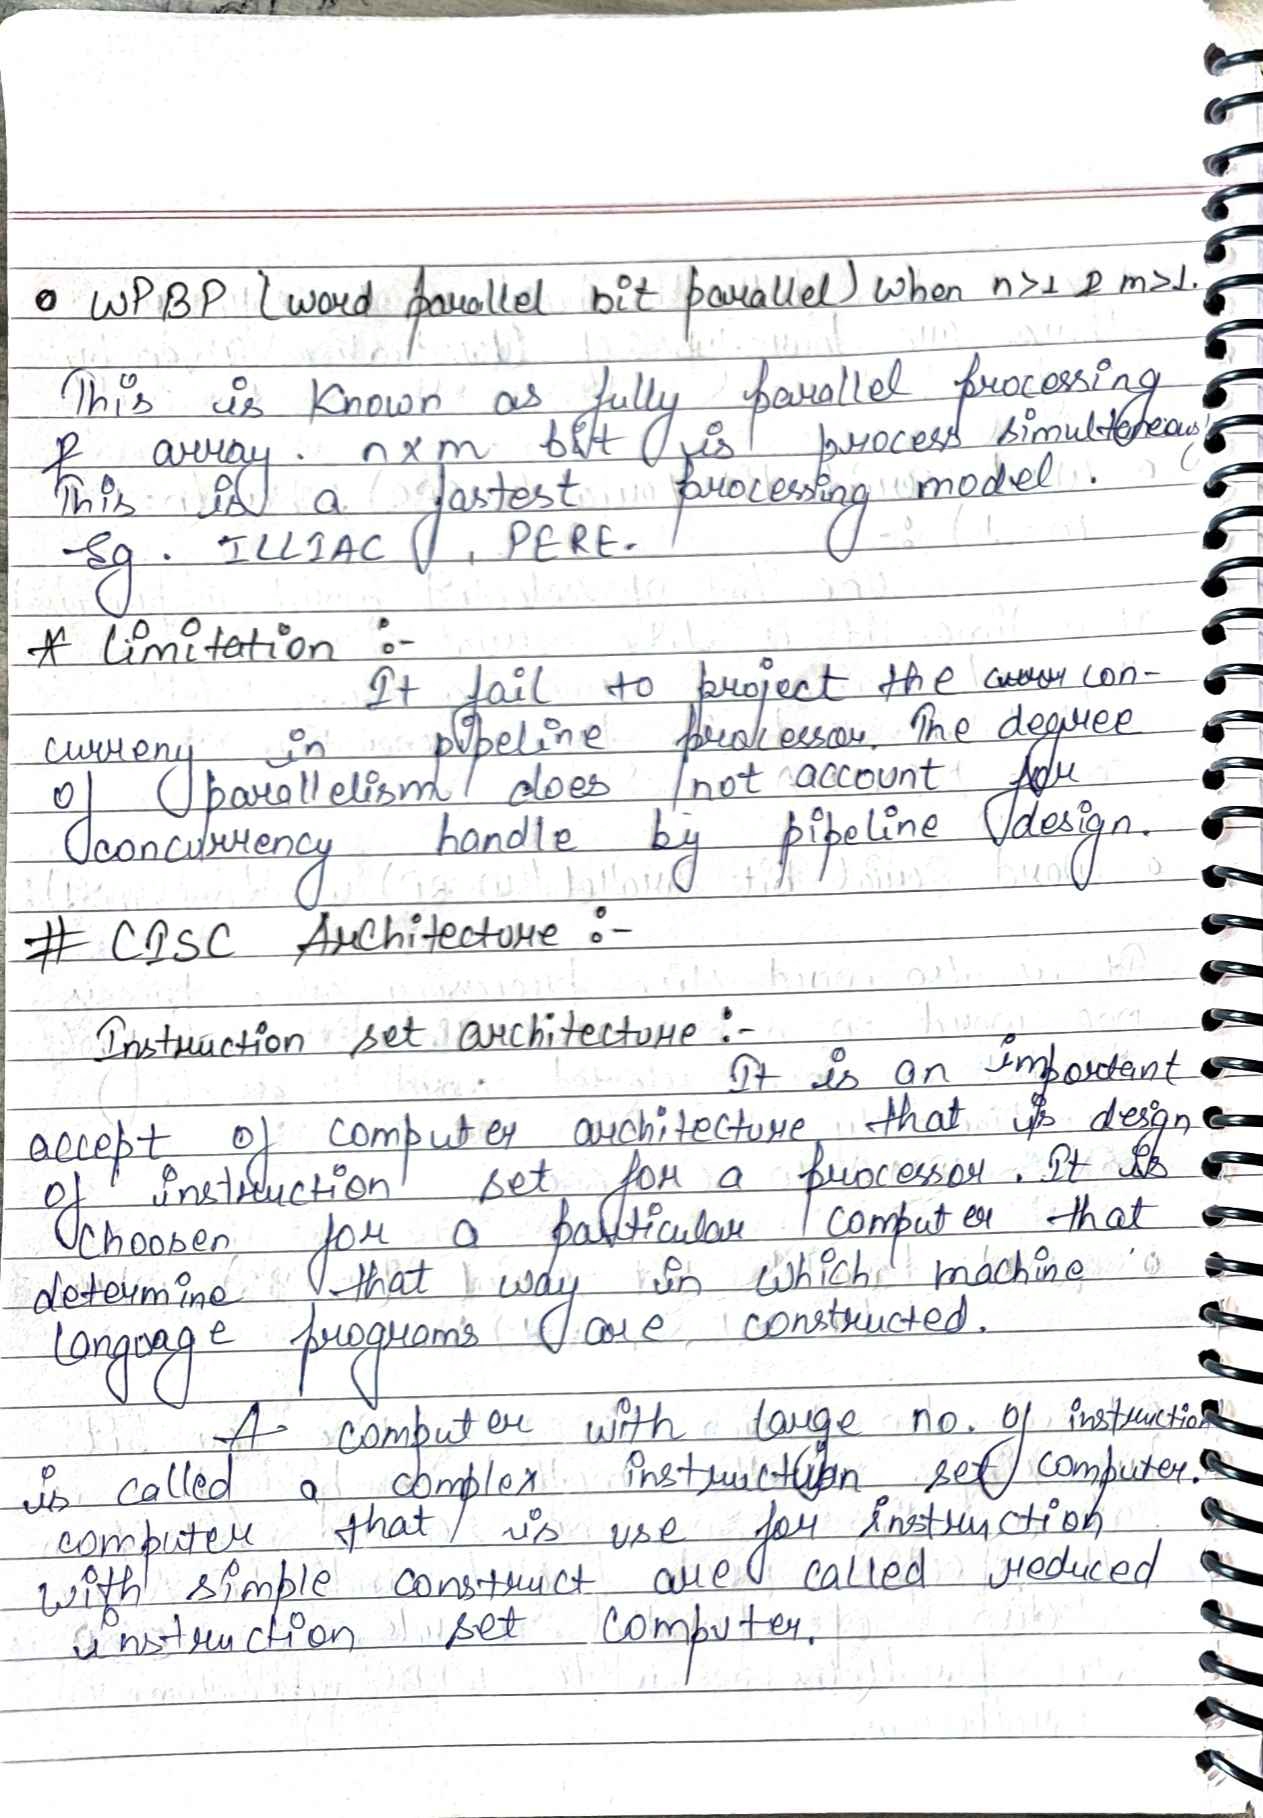 o WPBP (word parallel bit parallel) when n>1 & m>1.
This is known as fully parallel processing
& array. n x m bit is process simulteneous
This is a fastest processing model.
Eg. ILLIAC, PERE.
* limitation :-
It fail to project the con-
curreny in pipeline processor. The degree
of parallelism does not account for
concurrency handle by pipeline design.
# CISC Architecture :-
Instruction set architecture :-
It is an important
accept of computer architecture that is design
of instruction set for a processor. It is
choosen for a particular computer that
determine that way in which machine
language programs are constructed.
A computer with large no. of instruction
is called a complex instruction set computer.
computer that is use for instruction
with simple construct are called reduced
instruction set computer.